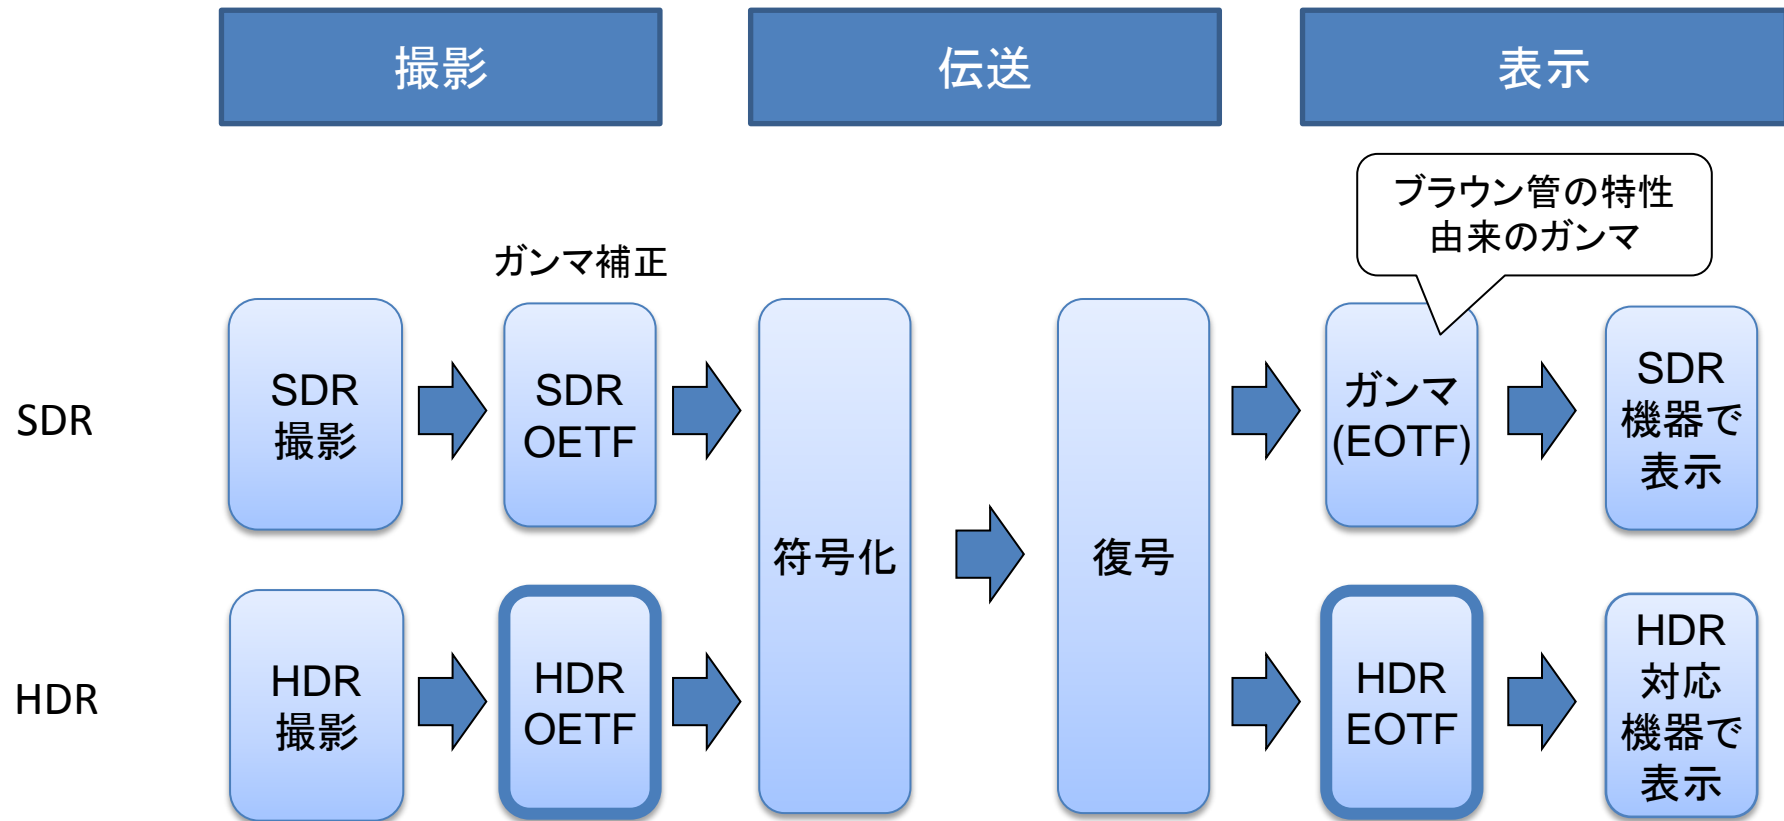 撮影
伝送
表示
ブラウン管の特性
由来のガンマ
ガンマ補正
SDR
SDR
撮影
SDR
OETF
ガンマ
(EOTF)
SDR
機器で
表示
符号化
復号
HDR
HDR
撮影
HDR
OETF
HDR
EOTF
HDR
対応
機器で
表示